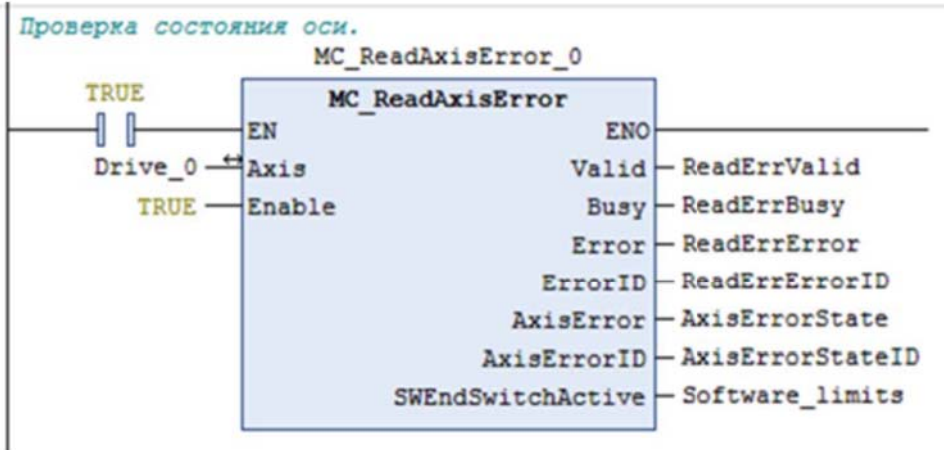 Проверка состояния оси.
MC_ReadAxisError_0
TRUE
MC_ReadAxisError
EN ENO
Drive_0 Axis Valid ReadErrValid
TRUE Enable Busy ReadErrBusy
Error ReadErrError
ErrorID ReadErrErrorID
AxisError AxisErrorState
AxisErrorID AxisErrorStateID
SWEndSwitchActive Software_limits